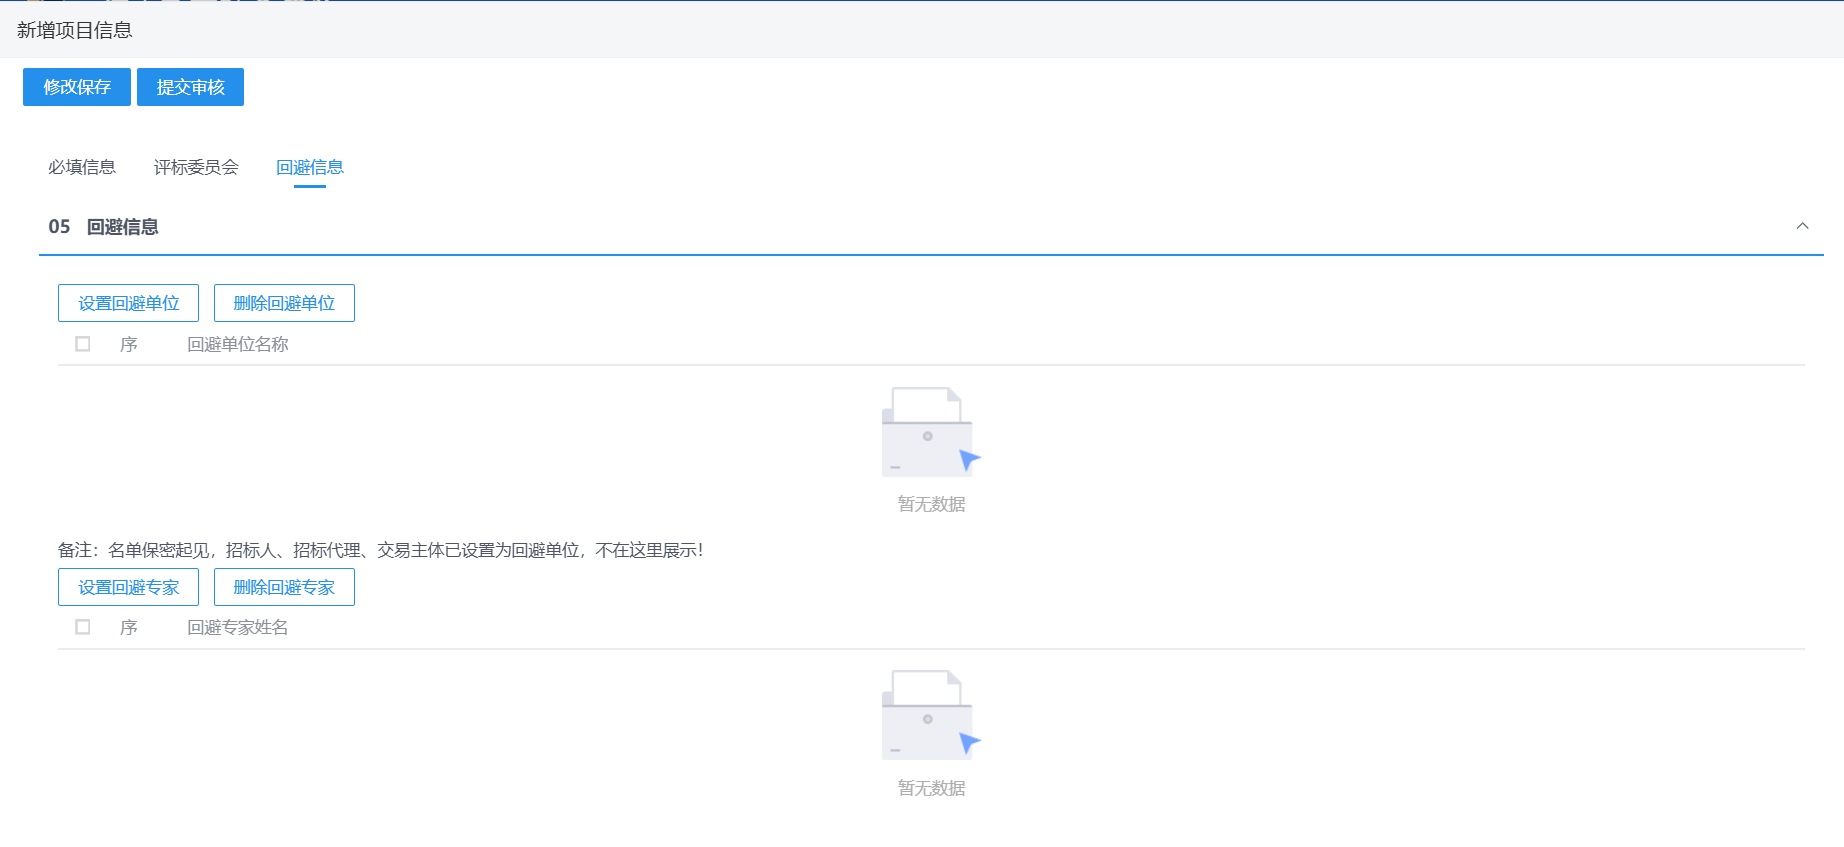 新增项目信息
修改保存 提交审核
必填信息 评标委员会 回避信息
05 回避信息
设置回避单位 删除回避单位
序 回避单位名称
暂无数据
备注：名单保密起见，招标人、招标代理、交易主体已设置为回避单位，不在这里展示！
设置回避专家 删除回避专家
序 回避专家姓名
暂无数据